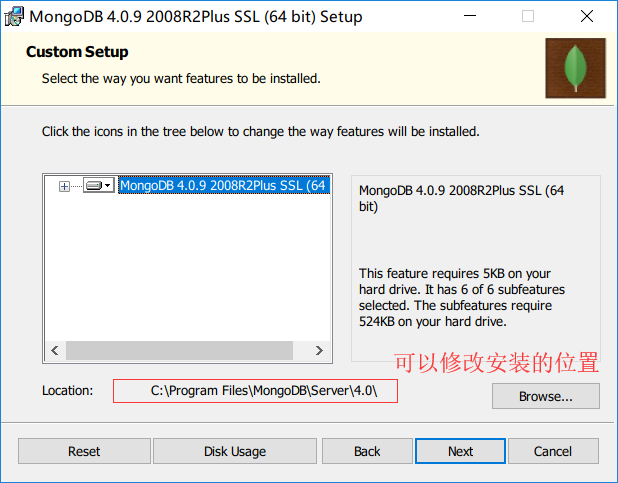 MongoDB 4.0.9 2008R2Plus SSL (64 bit) Setup
Custom Setup
Select the way you want features to be installed.
Click the icons in the tree below to change the way features will be installed.
MongoDB 4.0.9 2008R2Plus SSL (64
MongoDB 4.0.9 2008R2Plus SSL (64
bit)
This feature requires 5KB on your
hard drive. It has 6 of 6 subfeatures
selected. The subfeatures require
524KB on your hard drive.
可以修改安装的位置
Location:
C:\Program Files\MongoDB\Server\4.0\
Browse...
Reset
Disk Usage
Back
Next
Cancel